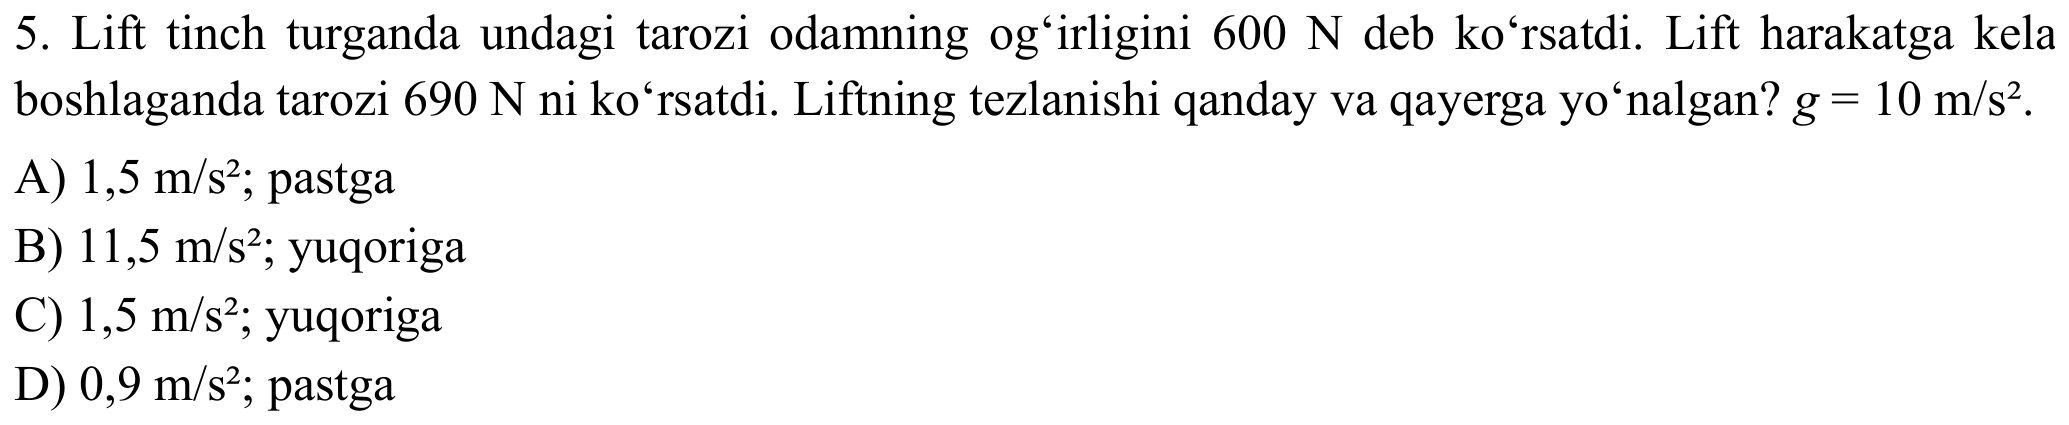 5. Lift tinch turganda undagi tarozi odamning og‘irligini 600 N deb ko‘rsatdi. Lift harakatga kela
boshlaganda tarozi 690 N ni ko‘rsatdi. Liftning tezlanishi qanday va qayerga yo‘nalgan? g = 10 m/s².
A) 1,5 m/s²; pastga
B) 11,5 m/s²; yuqoriga
C) 1,5 m/s²; yuqoriga
D) 0,9 m/s²; pastga